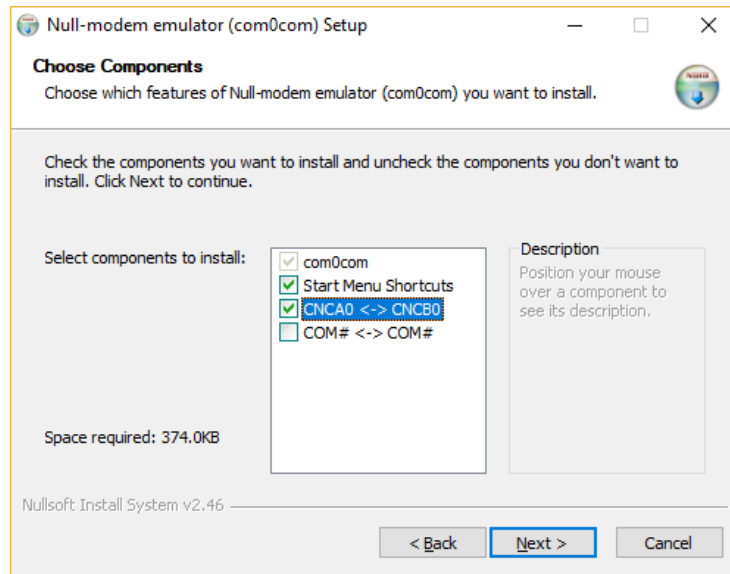 Null-modem emulator (com0com) Setup
Choose Components
Choose which features of Null-modem emulator (com0com) you want to install.
Check the components you want to install and uncheck the components you don't want to
install. Click Next to continue.
Select components to install:
com0com
Start Menu Shortcuts
CNCA0 <-> CNCB0
COM# <-> COM#
Description
Position your mouse
over a component to
see its description.
Space required: 374.0KB
Nullsoft Install System v2.46
< Back
Next >
Cancel